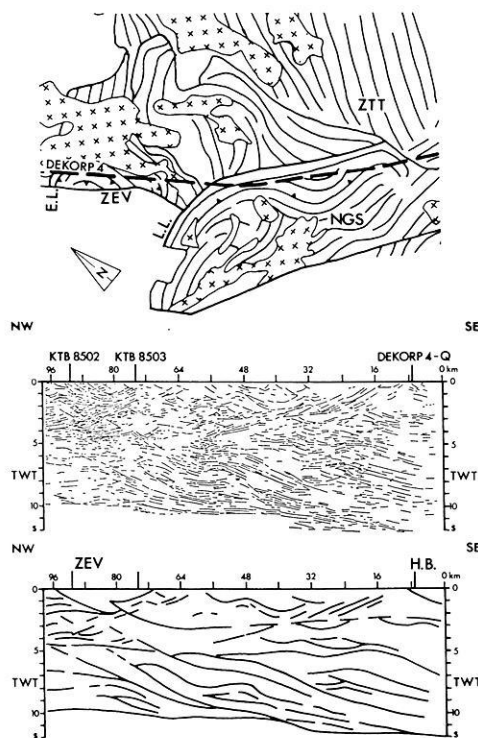 ZTT
DEKORP 4
E.L.
ZEV
L.L.
NGS
N
NW SE
KTB 8502 KTB 8503 DEKORP 4-Q
96 80 64 48 32 16 0 km
0 0
5 5
TWT TWT
10 10
s s
NW SE
ZEV H.B.
96 80 64 48 32 16 0 km
0 0
5 5
TWT TWT
10 10
s s